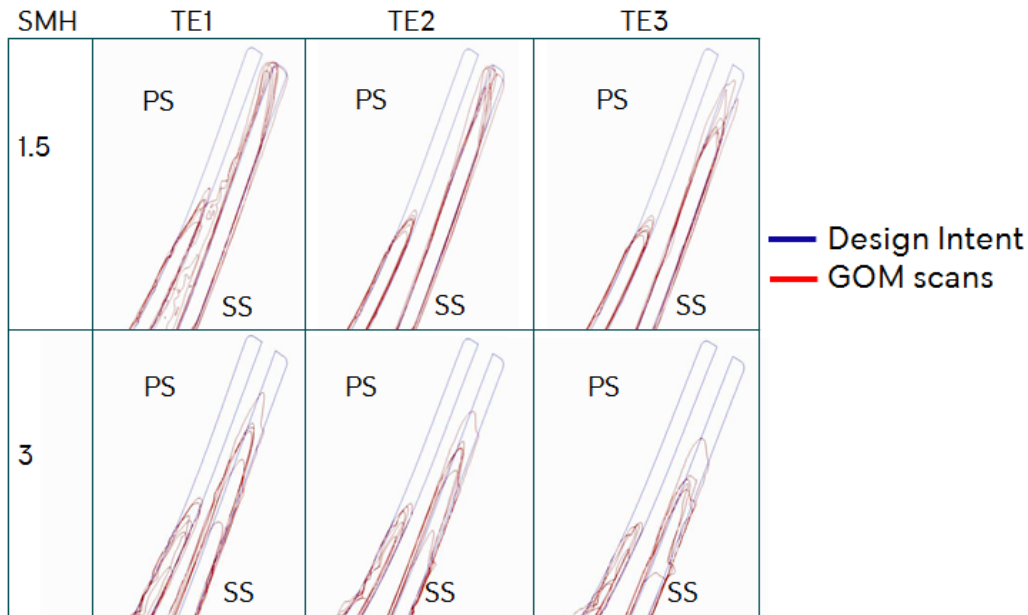 SMH TE1 TE2 TE3
PS PS PS
1.5
SS SS SS
Design Intent
GOM scans
PS PS PS
3
SS SS SS